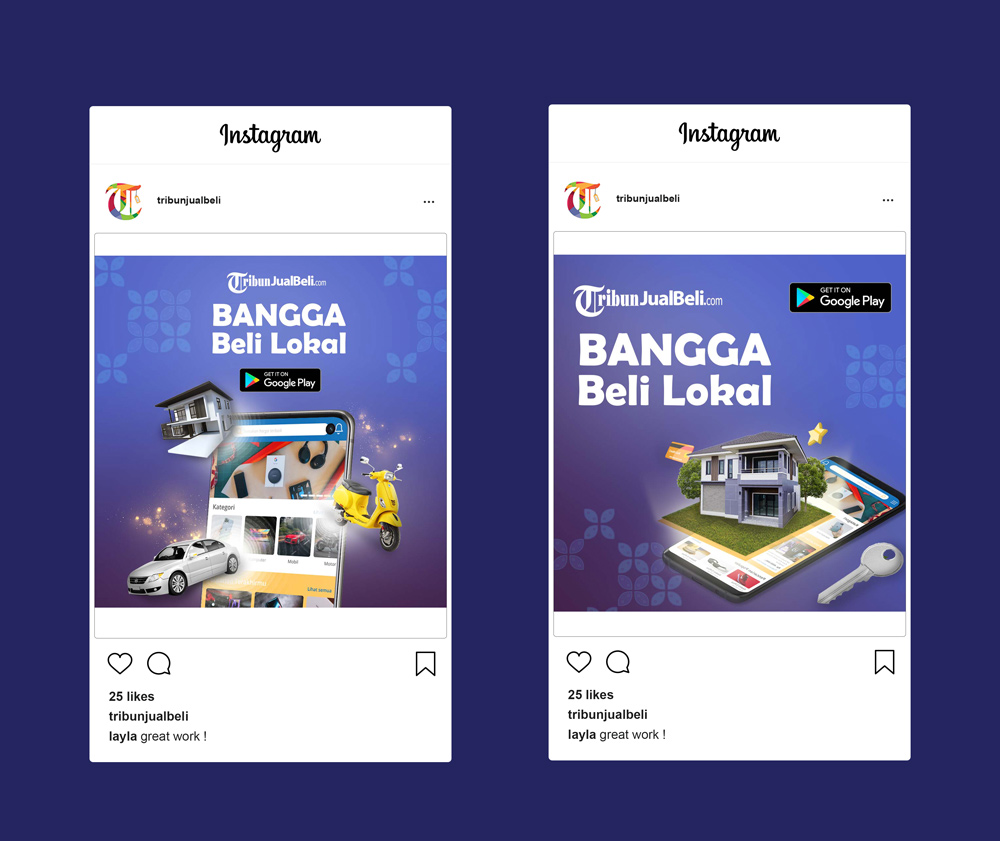 Instagram
tribunjualbeli
TribunJualBeli.com
BANGGA
Beli Lokal
GET IT ON
Google Play
Kategori
Mobil
Motor
Lihat semua
25 likes
tribunjualbeli
layla great work !
Instagram
tribunjualbeli
TribunJualBeli.com
GET IT ON
Google Play
BANGGA
Beli Lokal
25 likes
tribunjualbeli
layla great work !